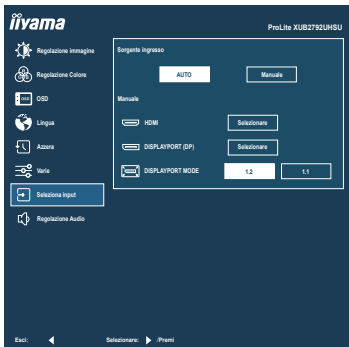 iiyama
ProLite XUB2792UHSU
Regolazione immagine
Regolazione Colore
OSD
OSD
Lingua
Azzera
Varie
Seleziona input
Regolazione Audio
Sorgente ingresso
AUTO Manuale
Manuale
HDMI Selezionare
DISPLAYPORT (DP) Selezionare
DISPLAYPORT MODE 1.2 1.1
Esci: Selezionare: /Premi